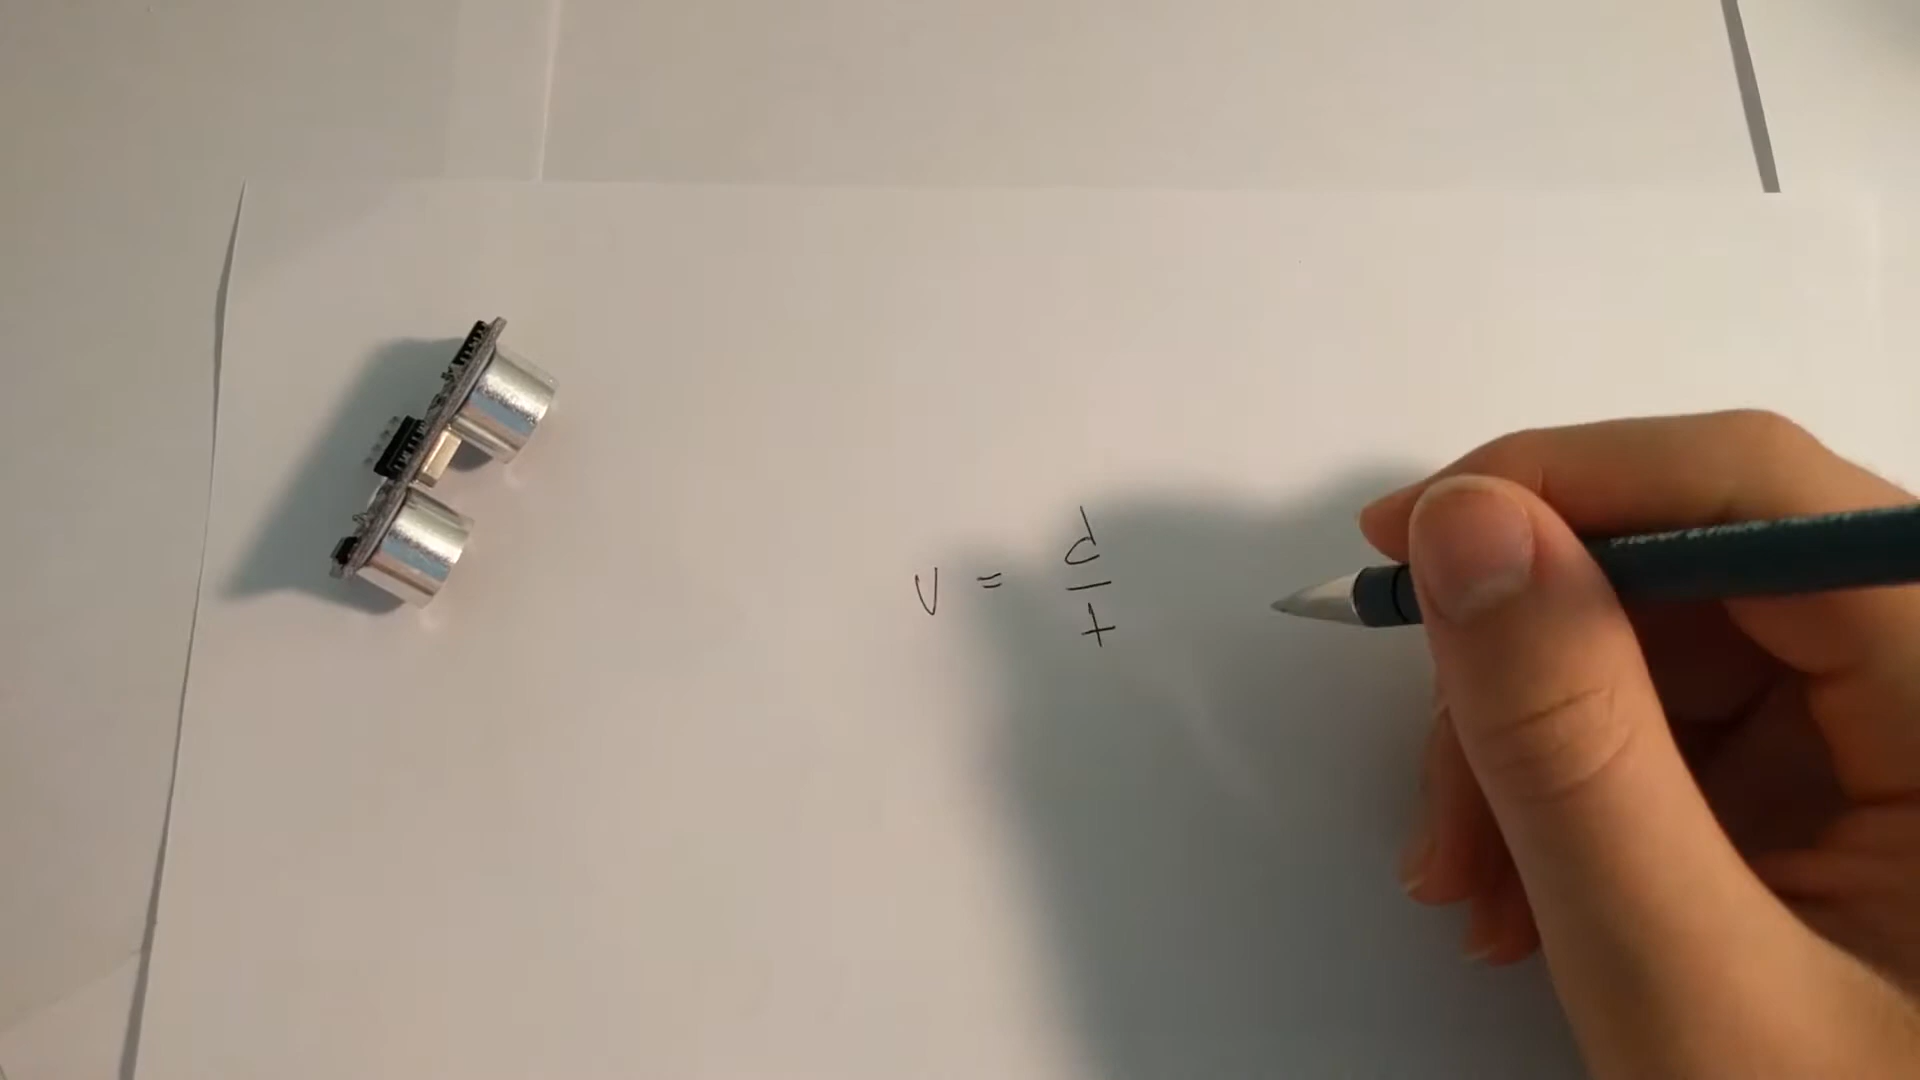 v = d/t